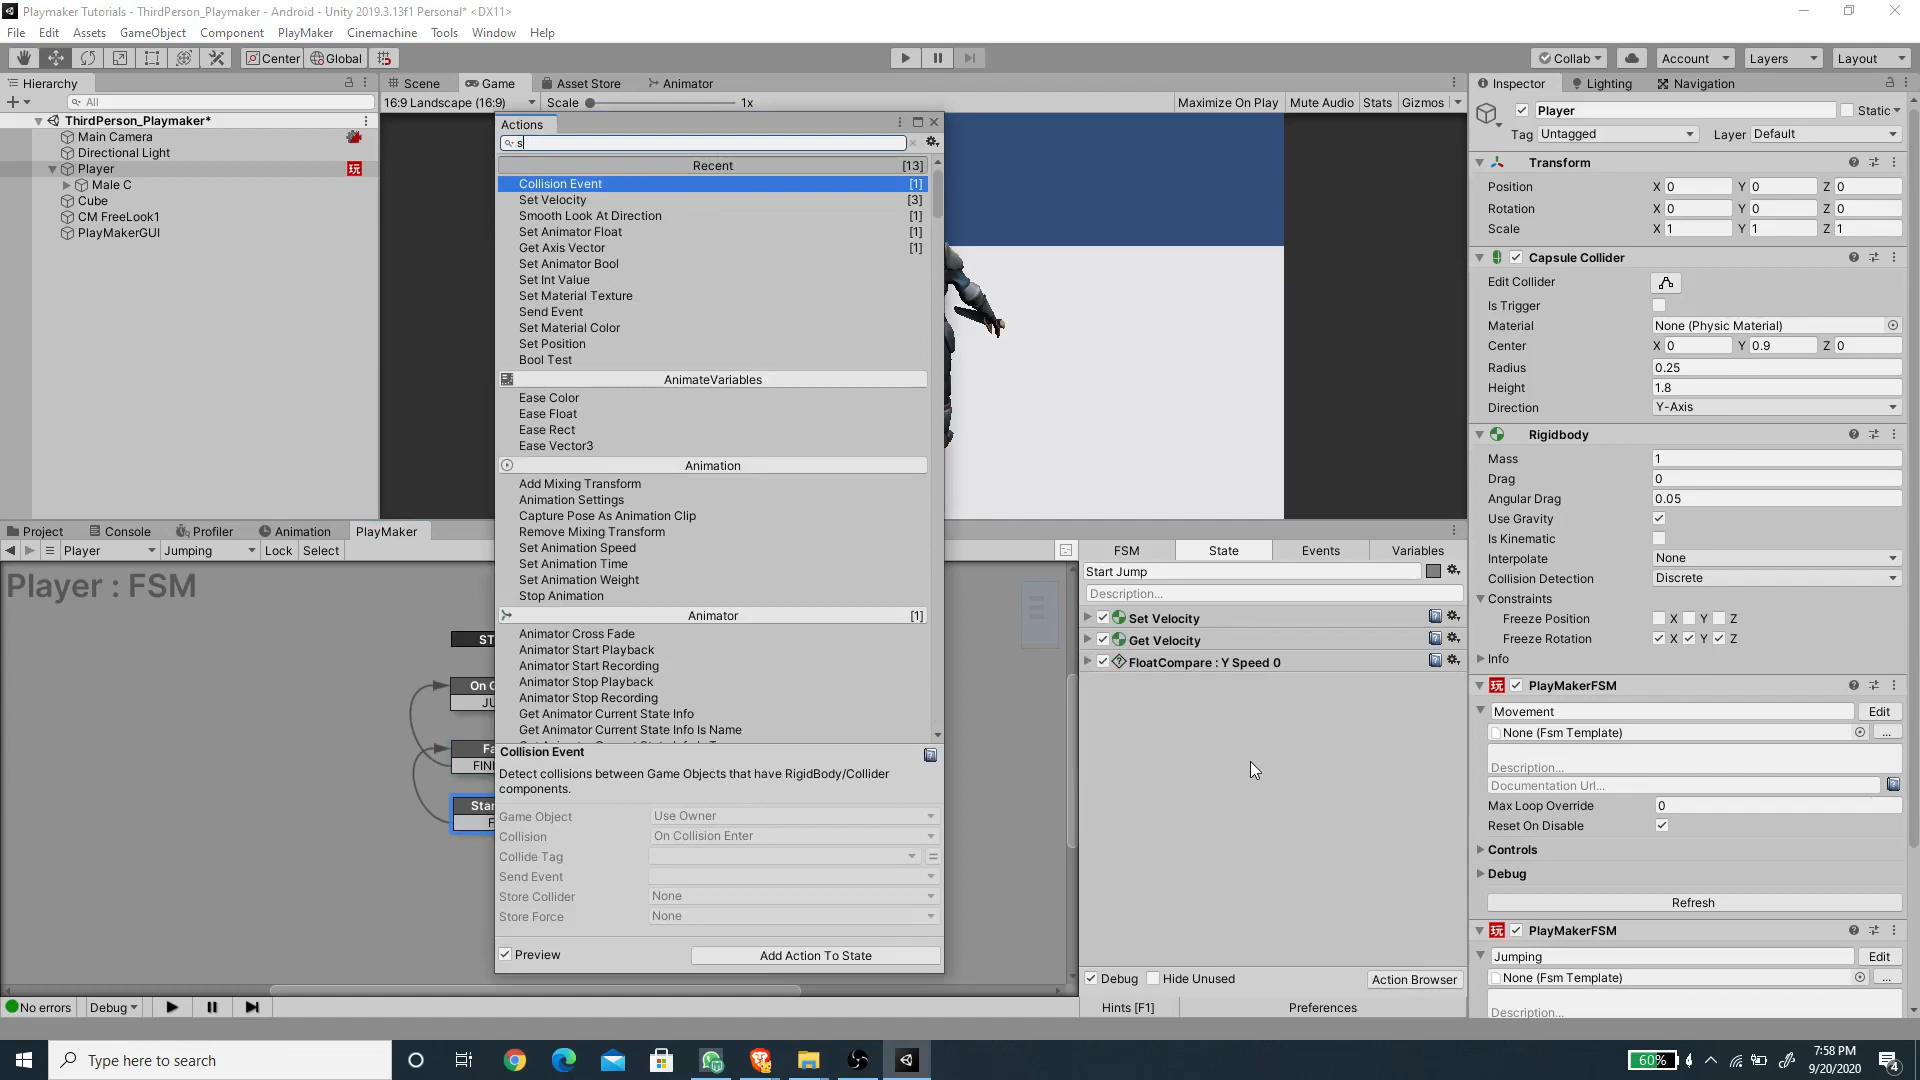 Playmaker Tutorials - ThirdPerson_Playmaker - Android - Unity 2019.3.13f1 Personal* <DX11>
File Edit Assets GameObject Component PlayMaker Cinemachine Tools Window Help
Center Global Collab Account Layers Layout
Hierarchy
All
ThirdPerson_Playmaker*
Main Camera
Directional Light
Player
Male C
Cube
CM FreeLook1
PlayMakerGUI
Scene Game Asset Store Animator
16:9 Landscape (16:9) Scale 1x Maximize On Play Mute Audio Stats Gizmos
Actions
s
Recent [13]
Collision Event [1]
Set Velocity [3]
Smooth Look At Direction [1]
Set Animator Float [1]
Get Axis Vector [1]
Set Animator Bool
Set Int Value
Set Material Texture
Send Event
Set Material Color
Set Position
Bool Test
AnimateVariables
Ease Color
Ease Float
Ease Rect
Ease Vector3
Animation
Add Mixing Transform
Animation Settings
Capture Pose As Animation Clip
Remove Mixing Transform
Set Animation Speed
Set Animation Time
Set Animation Weight
Stop Animation
Animator [1]
Animator Cross Fade
Animator Start Playback
Animator Start Recording
Animator Stop Playback
Animator Stop Recording
Get Animator Current State Info
Get Animator Current State Info Is Name
Collision Event
Detect collisions between Game Objects that have RigidBody/Collider
components.
Game Object Use Owner
Collision On Collision Enter
Collide Tag
Send Event
Store Collider None
Store Force None
Preview Add Action To State
Project Console Profiler Animation PlayMaker
Player Jumping Lock Select
Player : FSM
ST
On G
JU
Fa
FINI
Star
F
No errors Debug
FSM State Events Variables
Start Jump
Description...
Set Velocity
Get Velocity
FloatCompare : Y Speed 0
Debug Hide Unused Action Browser
Hints [F1] Preferences
Inspector Lighting Navigation
Player Static
Tag Untagged Layer Default
Transform
Position X 0 Y 0 Z 0
Rotation X 0 Y 0 Z 0
Scale X 1 Y 1 Z 1
Capsule Collider
Edit Collider
Is Trigger
Material None (Physic Material)
Center X 0 Y 0.9 Z 0
Radius 0.25
Height 1.8
Direction Y-Axis
Rigidbody
Mass 1
Drag 0
Angular Drag 0.05
Use Gravity
Is Kinematic
Interpolate None
Collision Detection Discrete
Constraints
Freeze Position X Y Z
Freeze Rotation X Y Z
Info
PlayMakerFSM
Movement Edit
None (Fsm Template) ...
Description...
Documentation Url...
Max Loop Override 0
Reset On Disable
Controls
Debug
Refresh
PlayMakerFSM
Jumping Edit
None (Fsm Template) ...
Description...
Type here to search
60%
7:58 PM
9/20/2020
4